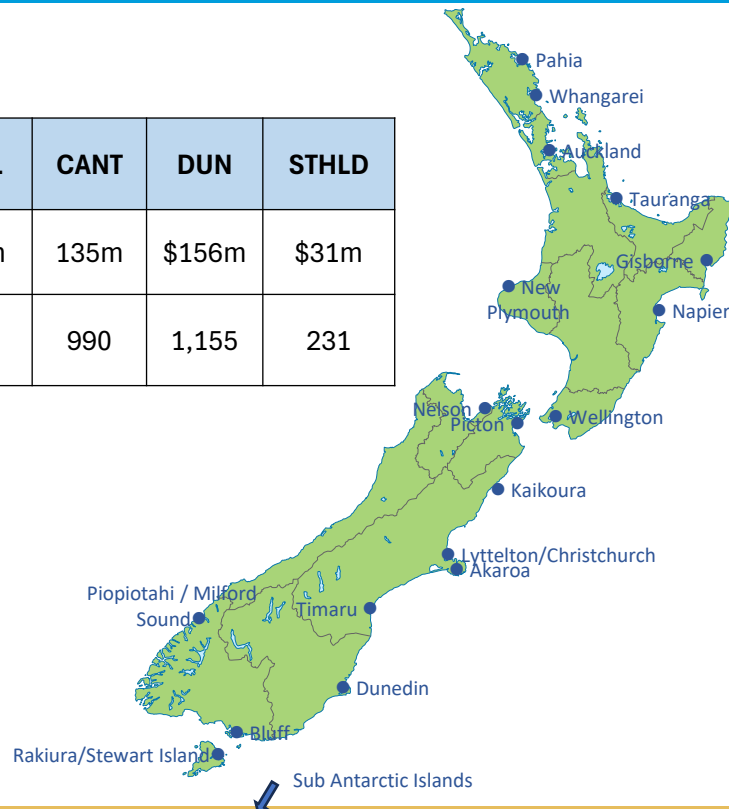 CANT DUN STHLD
135m $156m $31m
990 1,155 231
Pahia
Whangarei
Auckland
Tauranga
Gisborne
New
Plymouth
Napier
Nelson
Picton
Wellington
Kaikoura
Lyttelton/Christchurch
Akaroa
Piopiotahi / Milford
Sound
Timaru
Dunedin
Bluff
Rakiura/Stewart Island
Sub Antarctic Islands